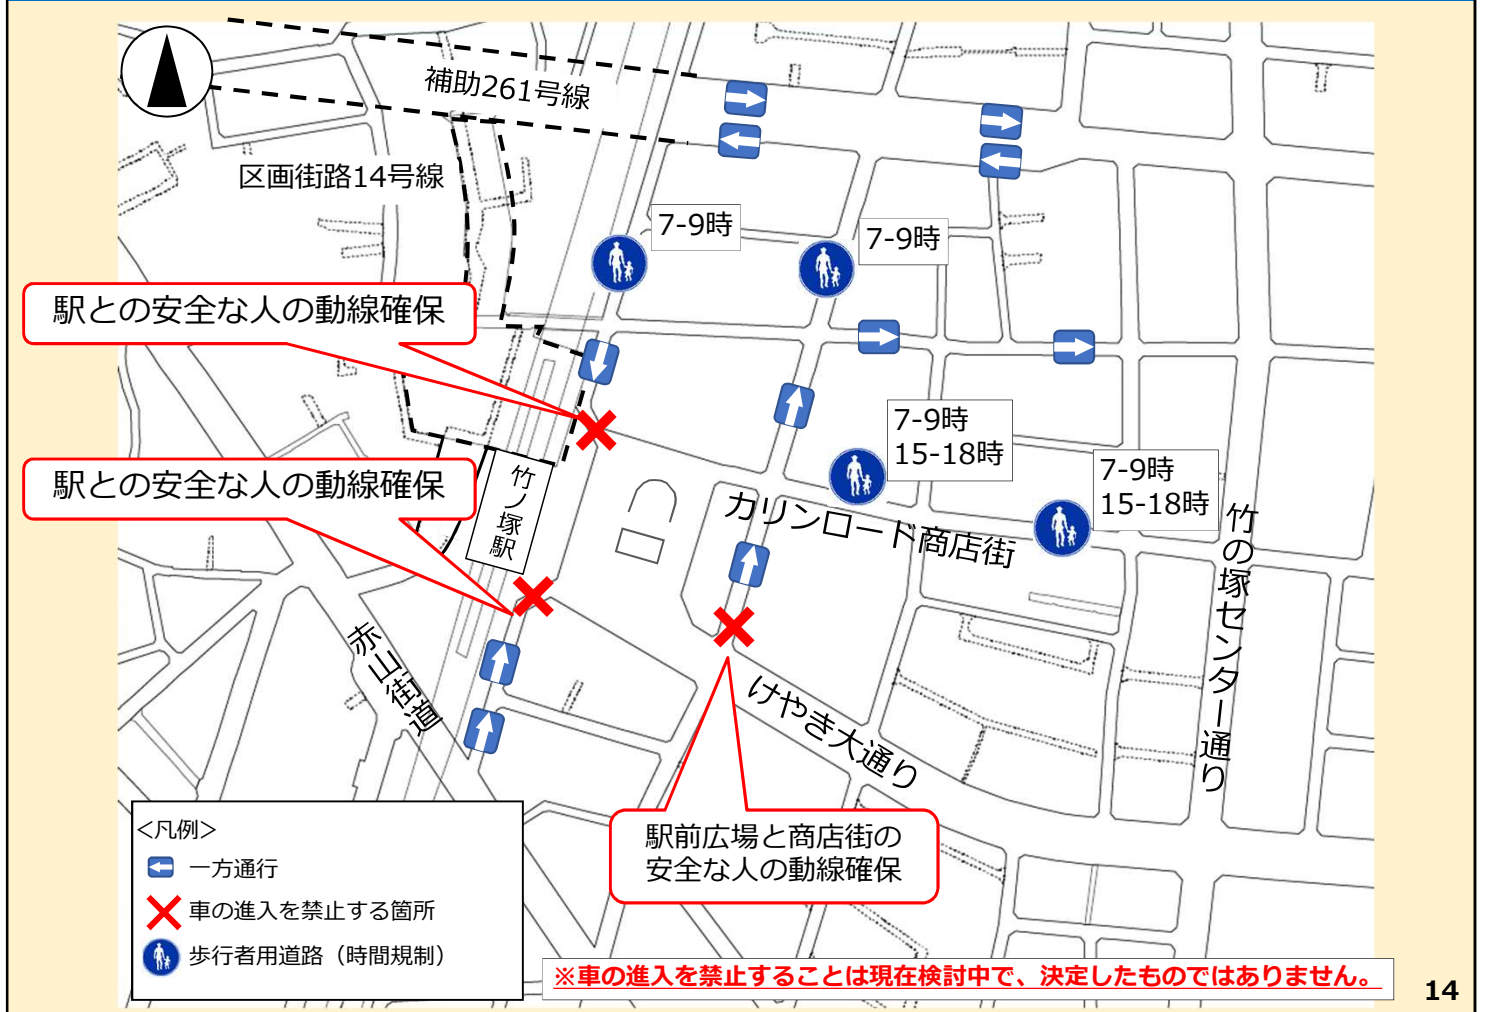 補助261号線
区画街路14号線
7-9時
7-9時
駅との安全な人の動線確保
7-9時
15-18時
駅との安全な人の動線確保
7-9時
15-18時
竹ノ塚駅
カリンロード商店街
竹の塚センター通り
赤山街道
けやき大通り
駅前広場と商店街の
安全な人の動線確保
<凡例>
一方通行
車の進入を禁止する箇所
歩行者用道路（時間規制）
※車の進入を禁止することは現在検討中で、決定したものではありません。
14